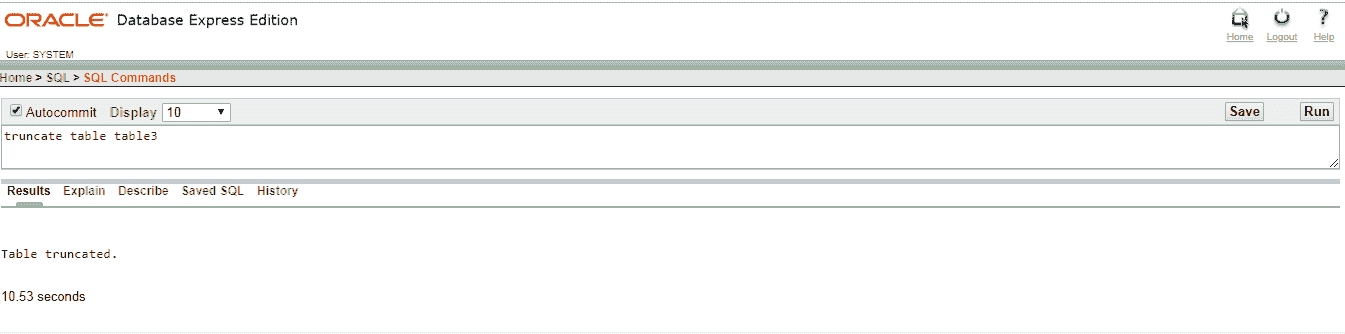 ORACLE Database Express Edition
Home Logout Help
User: SYSTEM
Home > SQL > SQL Commands
Autocommit Display 10 Save Run
truncate table table3
Results Explain Describe Saved SQL History
Table truncated.
10.53 seconds